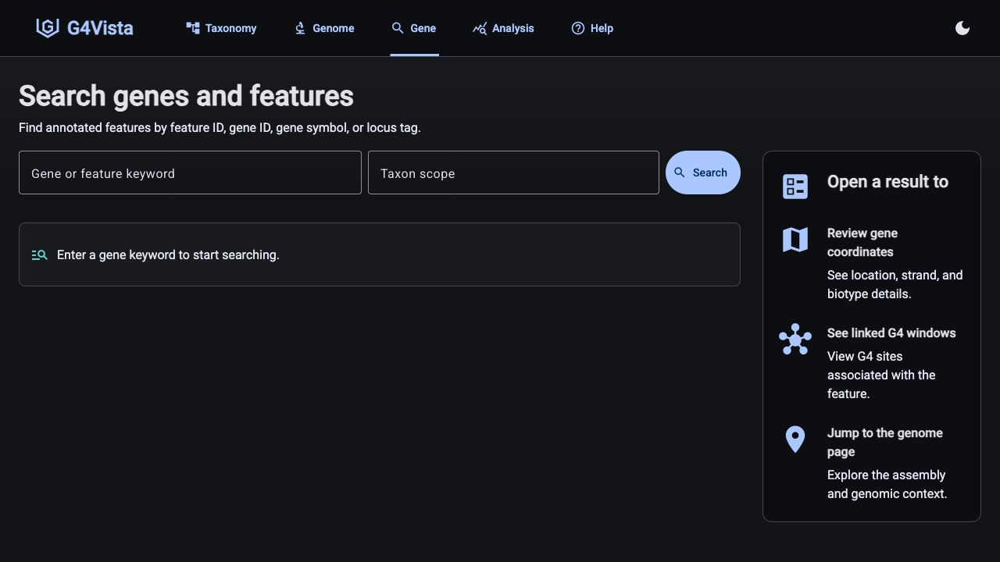 G4Vista
Taxonomy
Genome
Gene
Analysis
Help
Search genes and features
Find annotated features by feature ID, gene ID, gene symbol, or locus tag.
Gene or feature keyword
Taxon scope
Search
Enter a gene keyword to start searching.
Open a result to
Review gene
coordinates
See location, strand, and
biotype details.
See linked G4 windows
View G4 sites
associated with the
feature.
Jump to the genome
page
Explore the assembly
and genomic context.